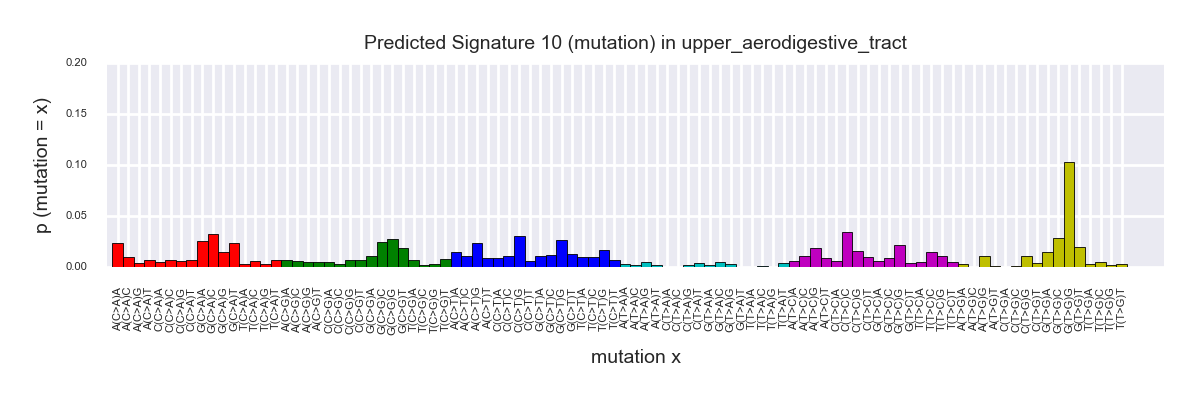 Predicted Signature 10 (mutation) in upper_aerodigestive_tract
p (mutation = x)
0.20
0.15
0.10
0.05
0.00
A(C>A)A
A(C>A)C
A(C>A)G
A(C>A)T
C(C>A)A
C(C>A)C
C(C>A)G
C(C>A)T
G(C>A)A
G(C>A)C
G(C>A)G
G(C>A)T
T(C>A)A
T(C>A)C
T(C>A)G
T(C>A)T
A(C>G)A
A(C>G)C
A(C>G)G
A(C>G)T
C(C>G)A
C(C>G)C
C(C>G)G
C(C>G)T
G(C>G)A
G(C>G)C
G(C>G)G
G(C>G)T
T(C>G)A
T(C>G)C
T(C>G)G
T(C>G)T
A(C>T)A
A(C>T)C
A(C>T)G
A(C>T)T
C(C>T)A
C(C>T)C
C(C>T)G
C(C>T)T
G(C>T)A
G(C>T)C
G(C>T)G
G(C>T)T
T(C>T)A
T(C>T)C
T(C>T)G
T(C>T)T
A(T>A)A
A(T>A)C
A(T>A)G
A(T>A)T
C(T>A)A
C(T>A)C
C(T>A)G
C(T>A)T
G(T>A)A
G(T>A)C
G(T>A)G
G(T>A)T
T(T>A)A
T(T>A)C
T(T>A)G
T(T>A)T
A(T>C)A
A(T>C)C
A(T>C)G
A(T>C)T
C(T>C)A
C(T>C)C
C(T>C)G
C(T>C)T
G(T>C)A
G(T>C)C
G(T>C)G
G(T>C)T
T(T>C)A
T(T>C)C
T(T>C)G
T(T>C)T
A(T>G)A
A(T>G)C
A(T>G)G
A(T>G)T
C(T>G)A
C(T>G)C
C(T>G)G
C(T>G)T
G(T>G)A
G(T>G)C
G(T>G)G
G(T>G)T
T(T>G)A
T(T>G)C
T(T>G)G
T(T>G)T
mutation x